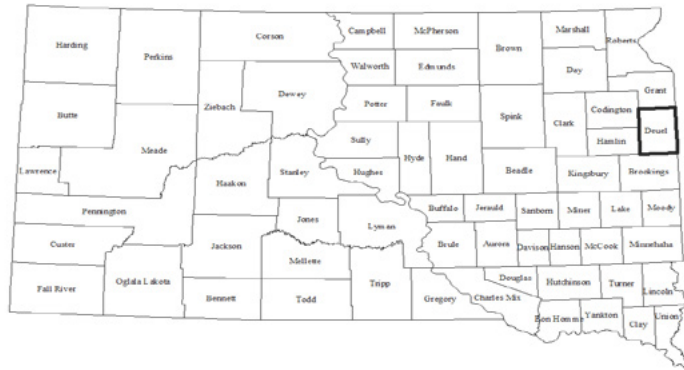 Harding
Perkins
Corson
Campbell
McPherson
Brown
Marshall
Roberts
Walworth
Edmunds
Day
Grant
Butte
Ziebach
Dewey
Potter
Faulk
Spink
Clark
Codington
Deuel
Meade
Sully
Hyde
Hand
Hamlin
Lawrence
Haakon
Stanley
Hughes
Beadle
Kingsbury
Brookings
Pennington
Jones
Lyman
Buffalo
Jerauld
Sanborn
Miner
Lake
Moody
Custer
Jackson
Brule
Aurora
Davison
Hanson
McCook
Minnehaha
Fall River
Oglala Lakota
Mellette
Bennett
Todd
Tripp
Gregory
Charles Mix
Douglas
Hutchinson
Turner
Lincoln
Bon Homme
Yankton
Clay
Union